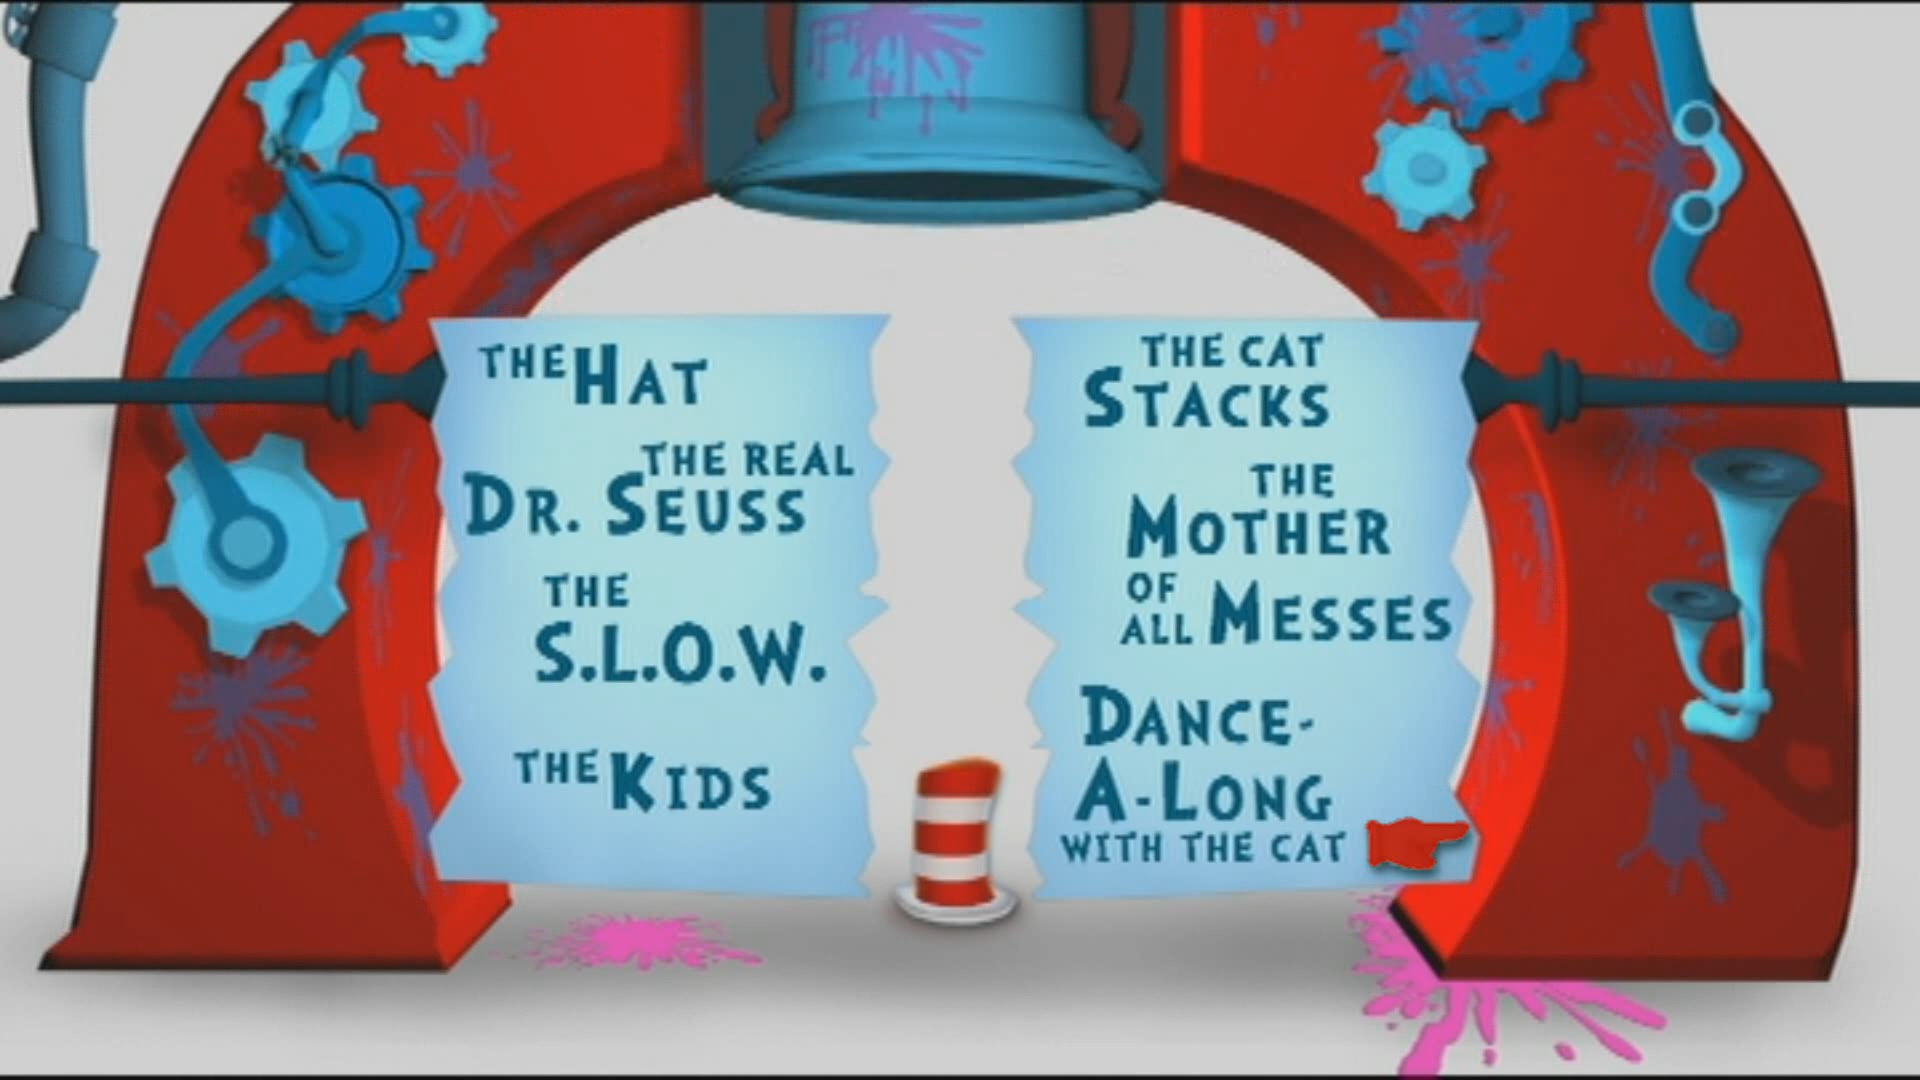 THE HAT
THE REAL
DR. SEUSS
THE
S.L.O.W.
THE KIDS
THE CAT
STACKS
THE
MOTHER
OF
ALL MESSES
DANCE-
A-LONG
WITH THE CAT